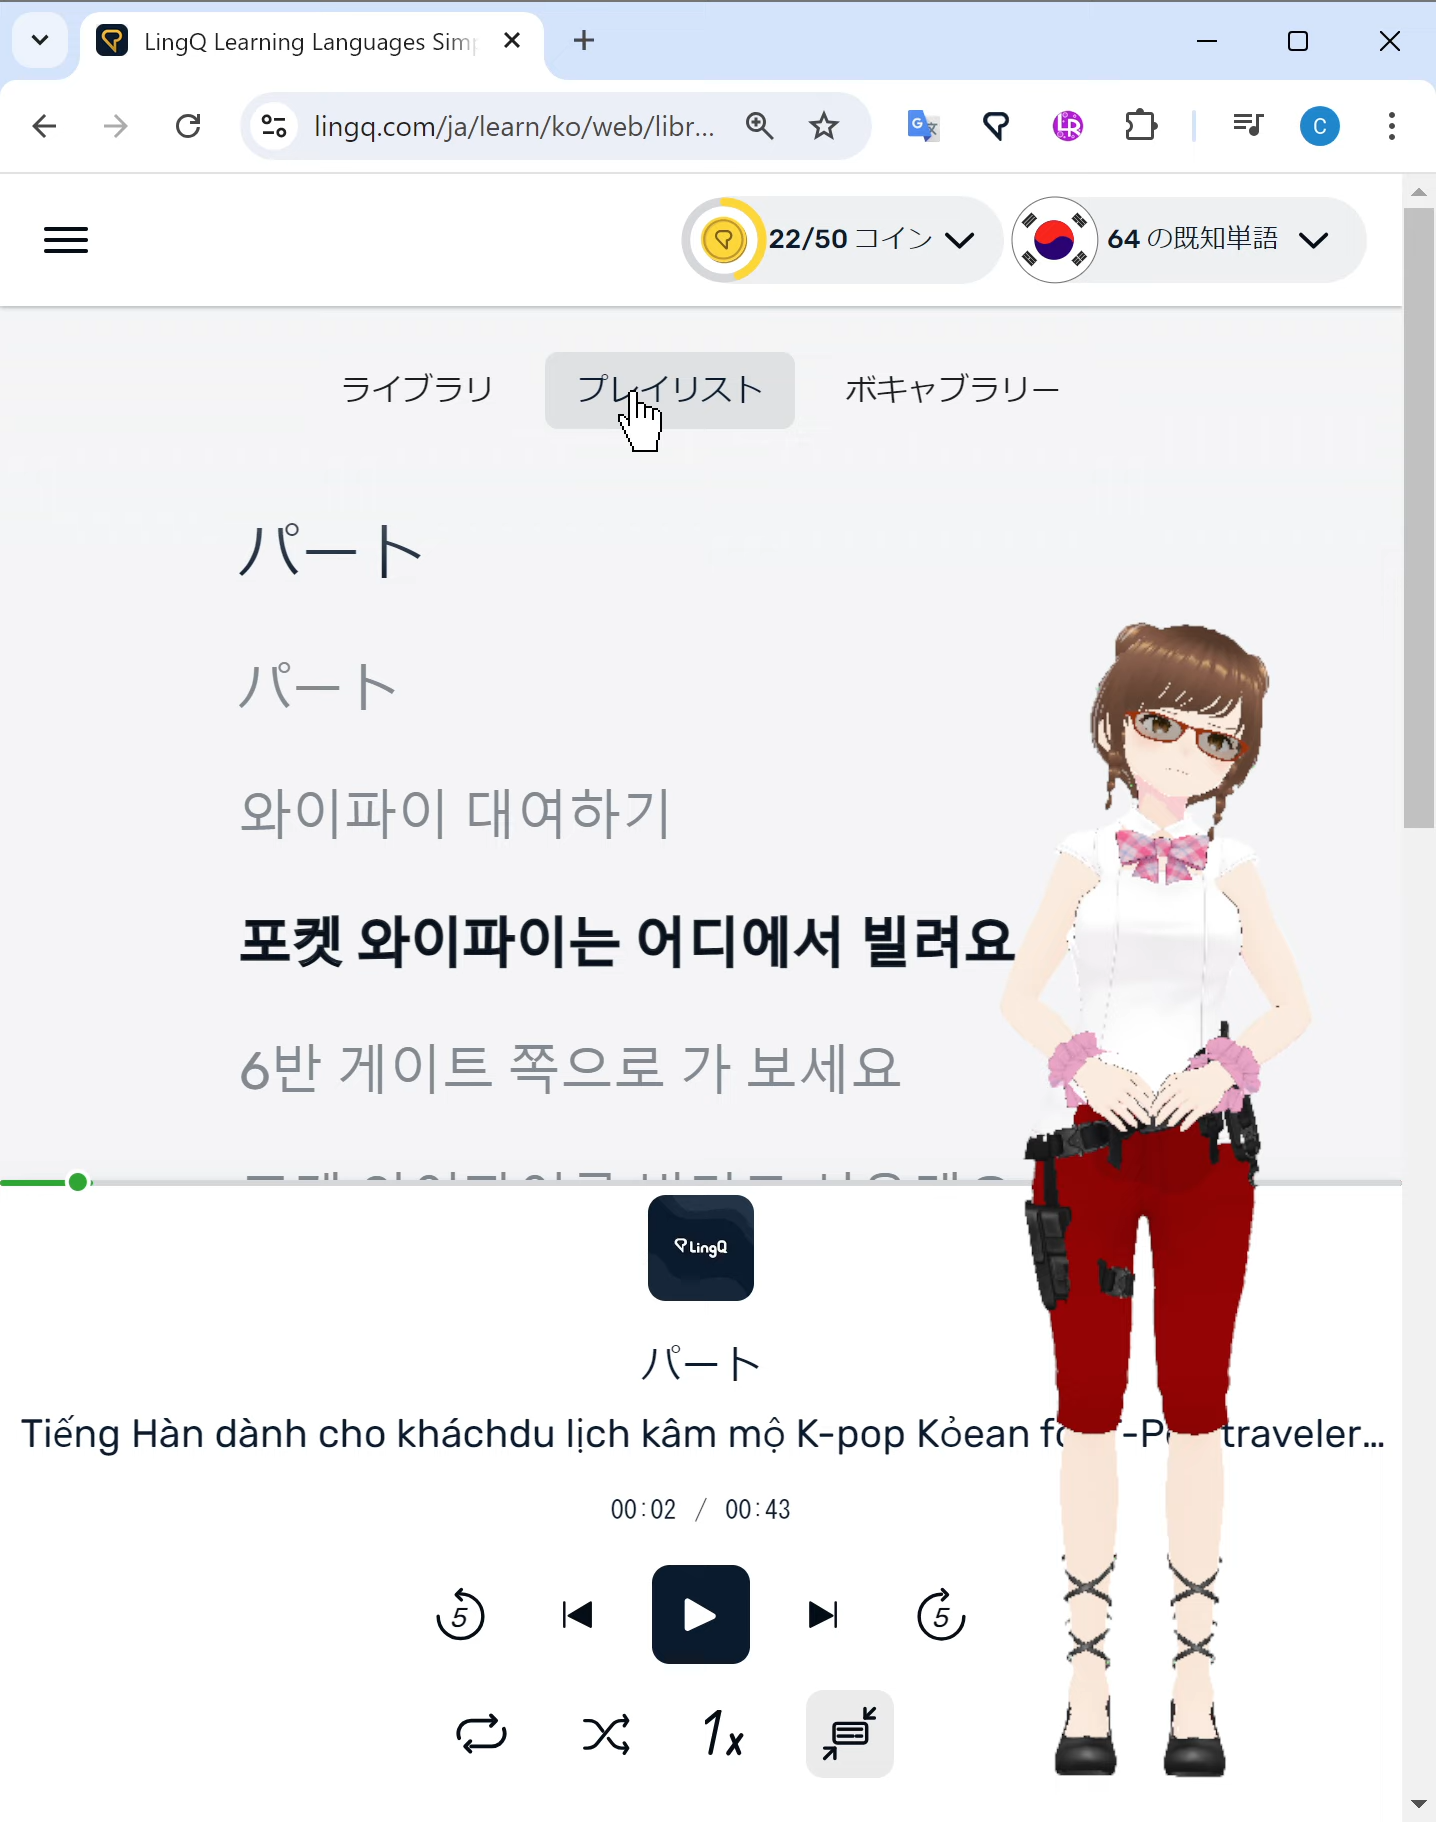 LingQ Learning Languages Sim
lingq.com/ja/learn/ko/web/libr...
C
22/50 コイン
64 の既知単語
ライブラリ
プレイリスト
ボキャブラリー
パート
パート
와이파이 대여하기
포켓 와이파이는 어디에서 빌려요
6반 게이트 쪽으로 가 보세요
LingQ
パート
Tiếng Hàn dành cho kháchdu lịch kâm mộ K-pop Kỏean traveler...
00:02 / 00:43
5
5
1x